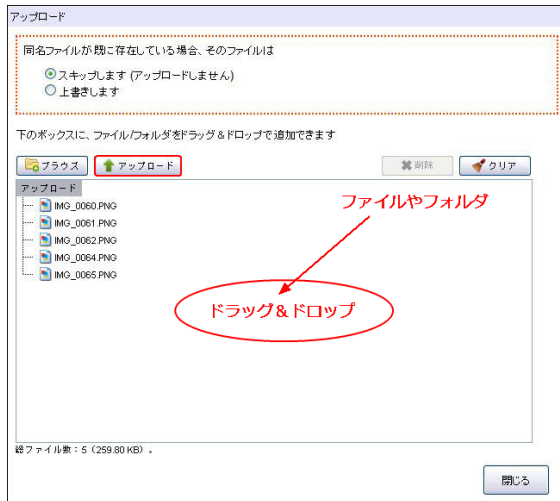 アップロード
同名ファイルが既に存在している場合、そのファイルは
スキップします (アップロードしません)
上書きします
下のボックスに、ファイル/フォルダをドラッグ＆ドロップで追加できます
ブラウズ アップロード 削除 クリア
アップロード
IMG_0060.PNG
IMG_0061.PNG
IMG_0062.PNG
IMG_0064.PNG
IMG_0065.PNG
ファイルやフォルダ
ドラッグ＆ドロップ
総ファイル数：5（259.80 KB）.
閉じる